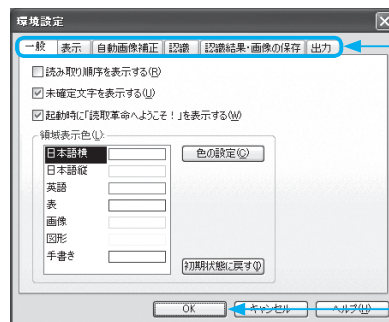 環境設定
一般 表示 自動画像補正 認識 認識結果・画像の保存 出力
読み取り順序を表示する(R)
未確定文字を表示する(U)
起動時に「読取革命へようこそ!」を表示する(W)
領域表示色(L):
日本語横 色の設定(C)
日本語縦
英語
表
画像
図形
手書き 初期状態に戻す(I)
OK キャンセル ヘルプ(H)